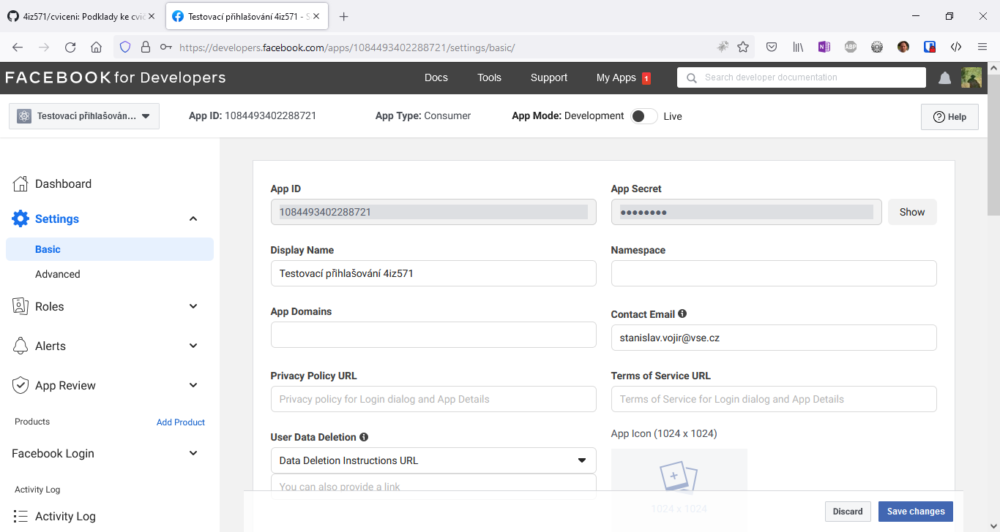 4iz571/cviceni: Podklady ke cvič
Testovací přihlašování 4iz571 - S
https://developers.facebook.com/apps/1084493402288721/settings/basic/
ABP
FACEBOOK for Developers
Docs
Tools
Support
My Apps 1
Search developer documentation
Testovací přihlašován...
App ID: 1084493402288721
App Type: Consumer
App Mode: Development
Live
Help
Dashboard
Settings
Basic
Advanced
Roles
Alerts
App Review
Products
Add Product
Facebook Login
Activity Log
Activity Log
App ID
1084493402288721
App Secret
●●●●●●●●
Show
Display Name
Testovací přihlašování 4iz571
Namespace
App Domains
Contact Email
stanislav.vojir@vse.cz
Privacy Policy URL
Privacy policy for Login dialog and App Details
Terms of Service URL
Terms of Service for Login dialog and App Details
User Data Deletion
Data Deletion Instructions URL
You can also provide a link
App Icon (1024 x 1024)
1024 x 1024
Discard
Save changes